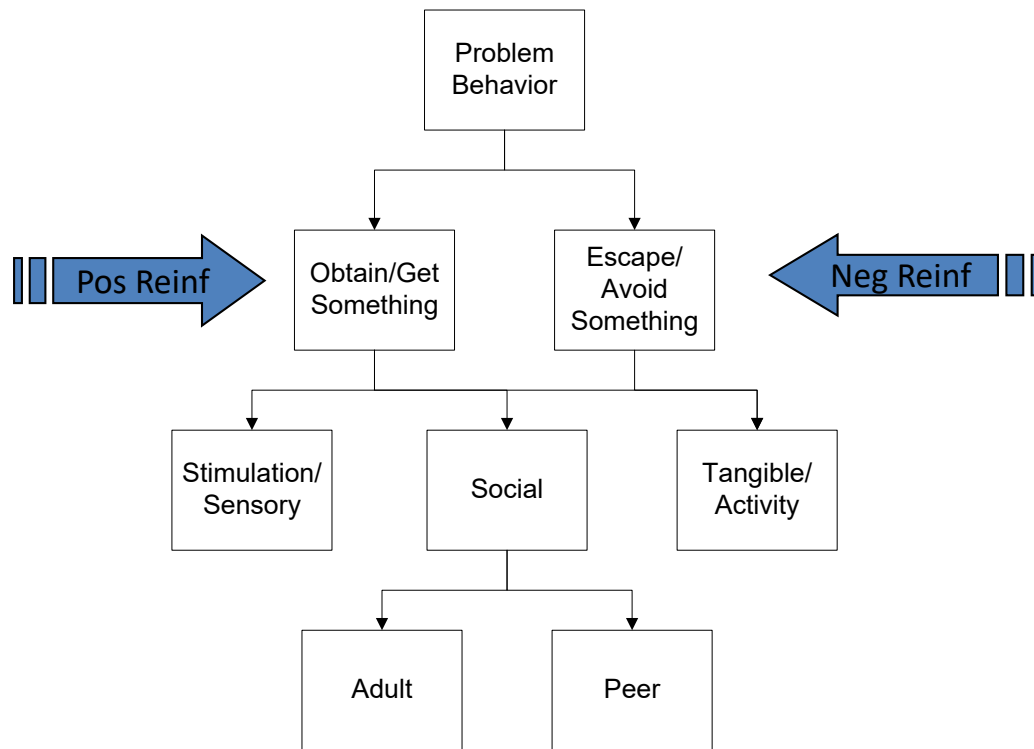 Problem
Behavior
Pos Reinf
Obtain/Get
Something
Escape/
Avoid
Something
Neg Reinf
Stimulation/
Sensory
Social
Tangible/
Activity
Adult
Peer